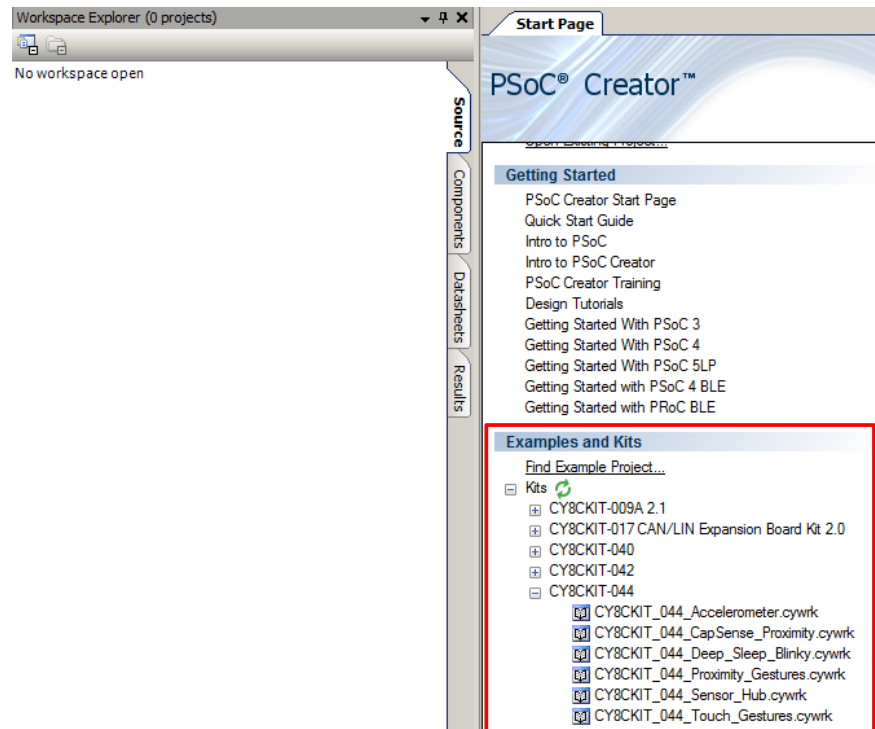 Workspace Explorer (0 projects)
No workspace open
Source
Components
Datasheets
Results
Start Page
PSoC® Creator™
Open Existing Project...
Getting Started
PSoC Creator Start Page
Quick Start Guide
Intro to PSoC
Intro to PSoC Creator
PSoC Creator Training
Design Tutorials
Getting Started With PSoC 3
Getting Started With PSoC 4
Getting Started With PSoC 5LP
Getting Started with PSoC 4 BLE
Getting Started with PRoC BLE
Examples and Kits
Find Example Project...
Kits
CY8CKIT-009A 2.1
CY8CKIT-017 CAN/LIN Expansion Board Kit 2.0
CY8CKIT-040
CY8CKIT-042
CY8CKIT-044
CY8CKIT_044_Accelerometer.cywrk
CY8CKIT_044_CapSense_Proximity.cywrk
CY8CKIT_044_Deep_Sleep_Blinky.cywrk
CY8CKIT_044_Proximity_Gestures.cywrk
CY8CKIT_044_Sensor_Hub.cywrk
CY8CKIT_044_Touch_Gestures.cywrk